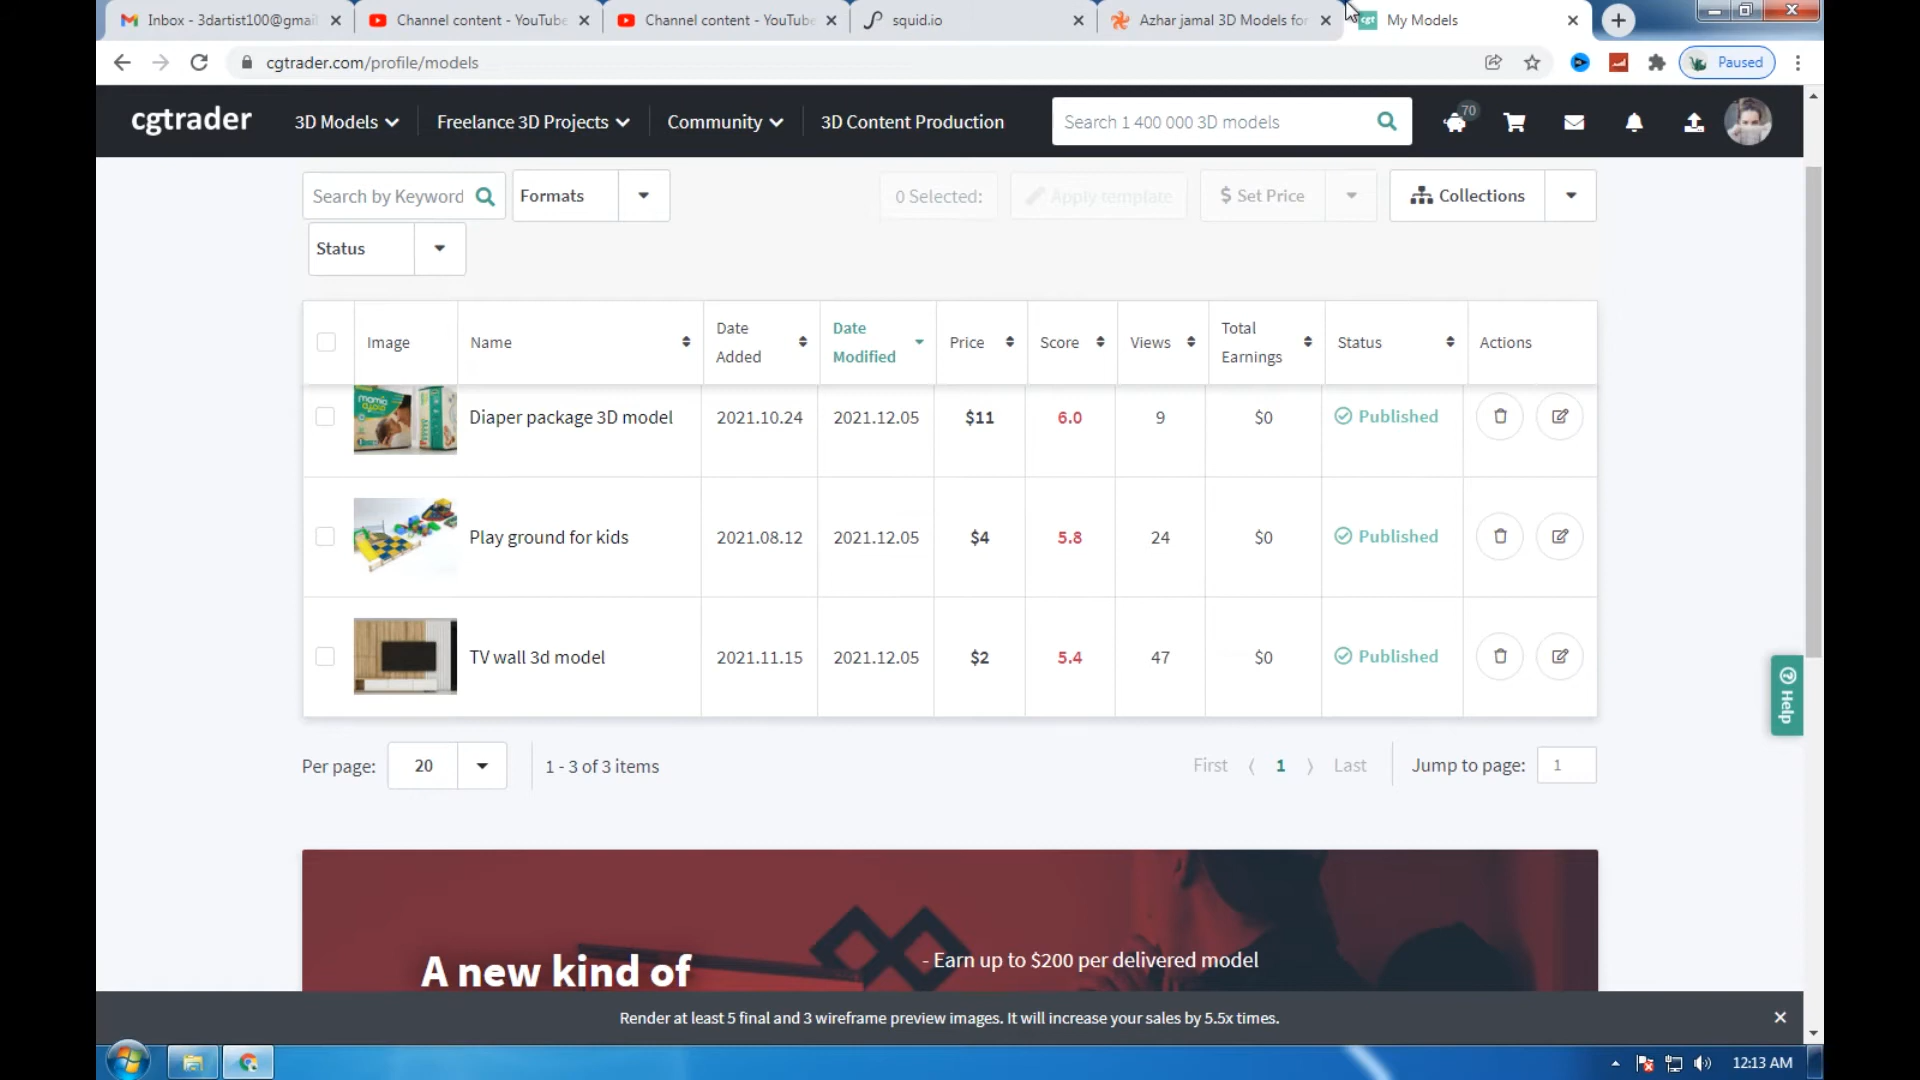 Inbox - 3dartist100@gmai
Channel content - YouTube
Channel content - YouTube
squid.io
Azhar jamal 3D Models for
cgt
My Models
cgtrader.com/profile/models
Paused
cgtrader
3D Models
Freelance 3D Projects
Community
3D Content Production
Search 1 400 000 3D models
70
Search by Keyword
Formats
0 Selected:
Apply template
$ Set Price
Collections
Status
Image
Name
Date Added
Date Modified
Price
Score
Views
Total Earnings
Status
Actions
Diaper package 3D model
2021.10.24
2021.12.05
$11
6.0
9
$0
Published
Play ground for kids
2021.08.12
2021.12.05
$4
5.8
24
$0
Published
TV wall 3d model
2021.11.15
2021.12.05
$2
5.4
47
$0
Published
Help
Per page:
20
1 - 3 of 3 items
First
1
Last
Jump to page:
1
A new kind of
- Earn up to $200 per delivered model
Render at least 5 final and 3 wireframe preview images. It will increase your sales by 5.5x times.
12:13 AM